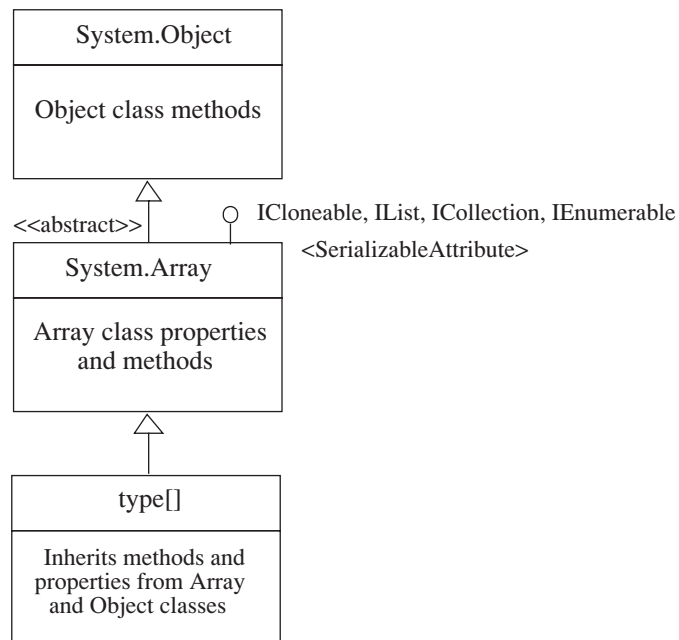 System.Object
Object class methods
<<abstract>>
ICloneable, IList, ICollection, IEnumerable
<SerializableAttribute>
System.Array
Array class properties
and methods
type[]
Inherits methods and
properties from Array
and Object classes